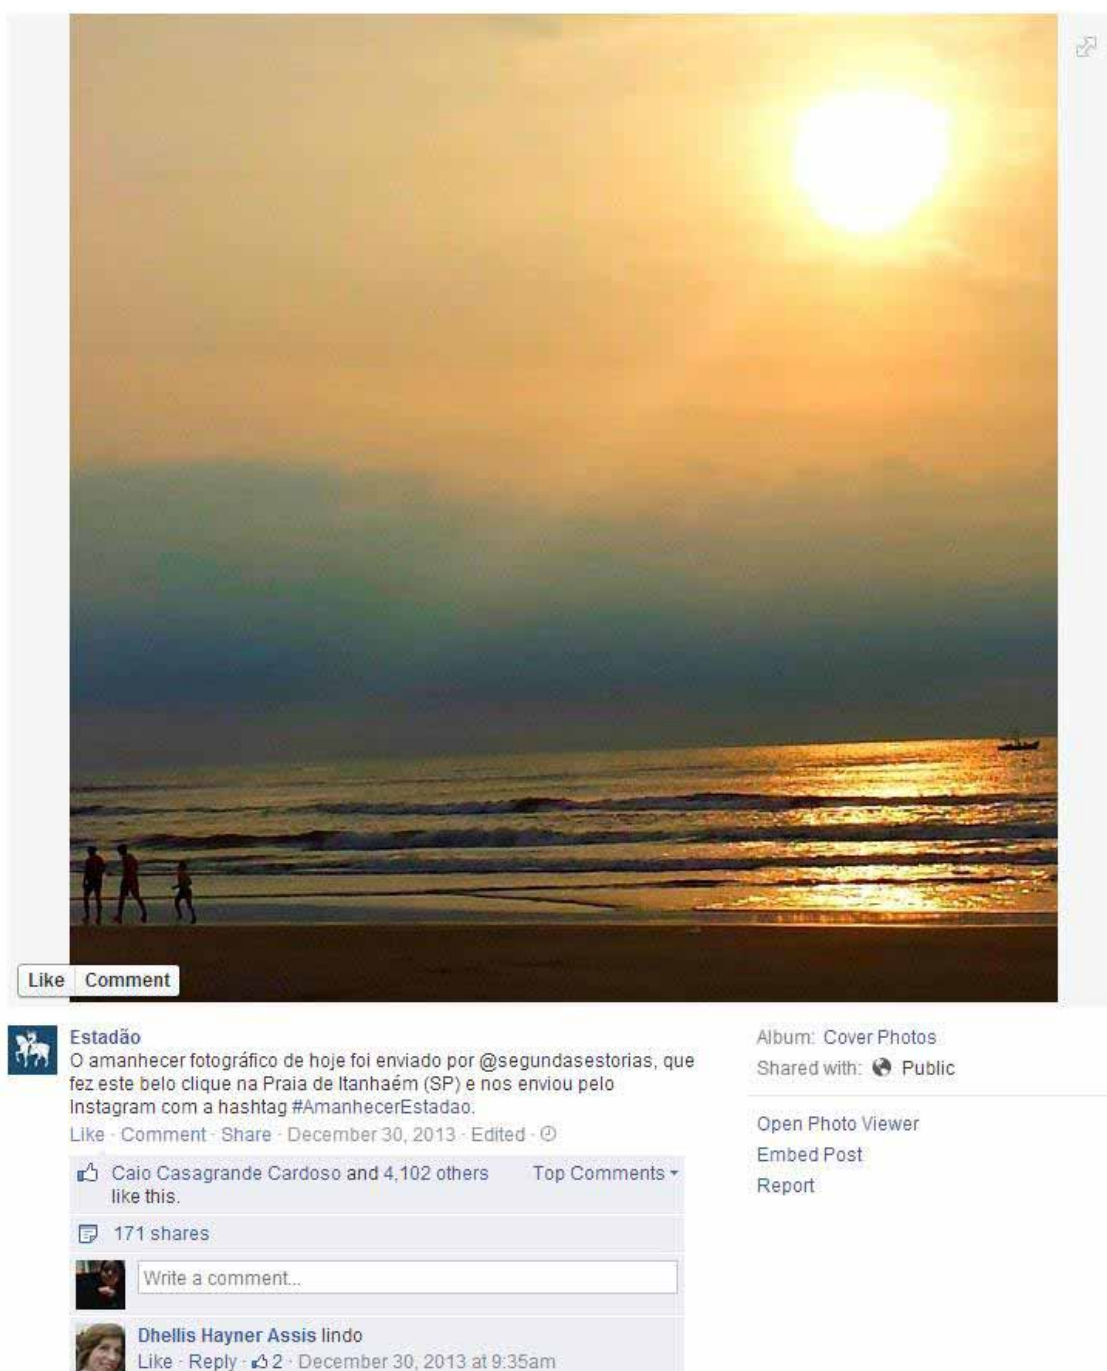 Like Comment
Estadão
O amanhecer fotográfico de hoje foi enviado por @segundasestorias, que
fez este belo clique na Praia de Itanhaém (SP) e nos enviou pelo
Instagram com a hashtag #AmanhecerEstadao.
Like · Comment · Share · December 30, 2013 · Edited ·
Caio Casagrande Cardoso and 4,102 others
like this.
Top Comments
171 shares
Write a comment...
Dhellis Hayner Assis lindo
Like · Reply · 2 · December 30, 2013 at 9:35am
Album: Cover Photos
Shared with: Public
Open Photo Viewer
Embed Post
Report